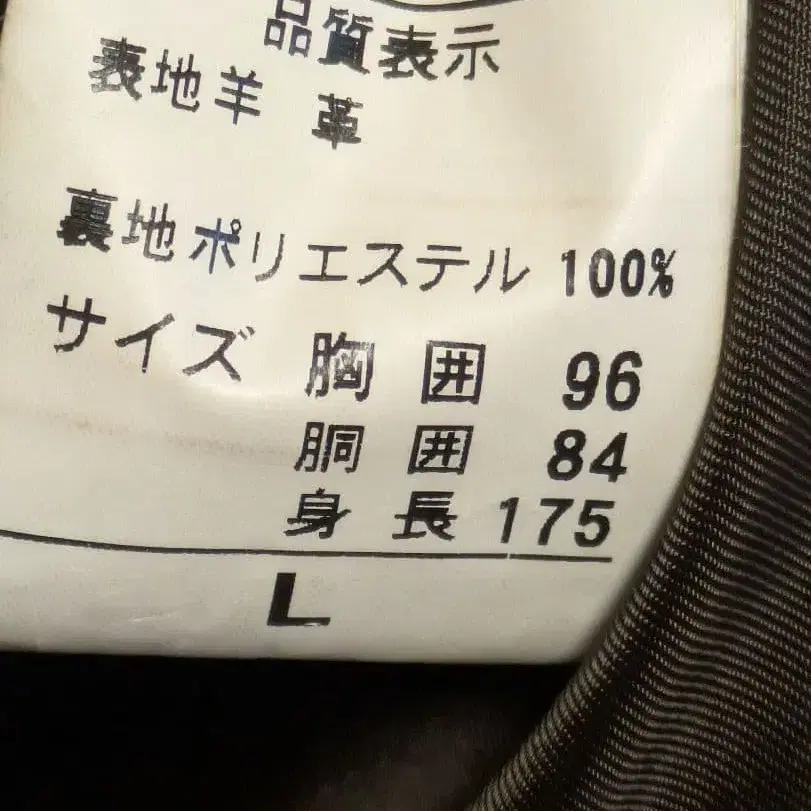 品質表示
表地羊 革
裏地ポリエステル 100%
サイズ 胸 囲 96
胴 囲 84
身 長 175
L